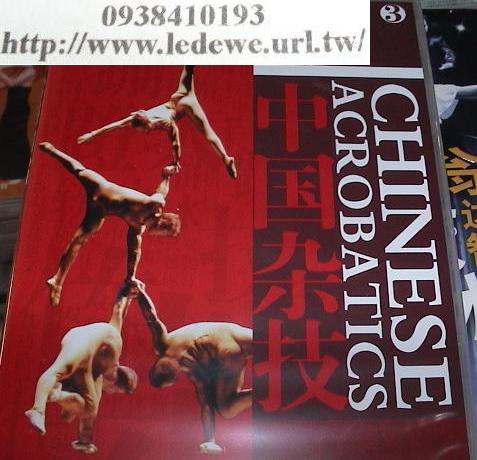 0938410193
http://www.ledewe.url.tw/
3
CHINESE
ACROBATICS
中国杂技